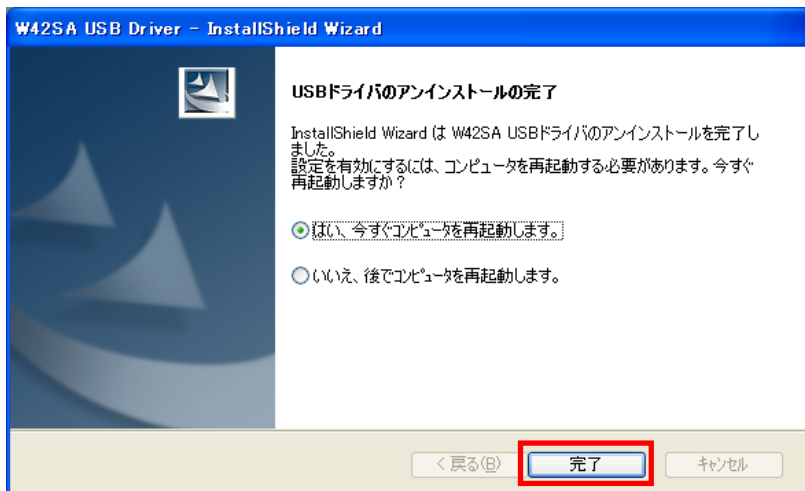 W42SA USB Driver - InstallShield Wizard
USBドライバのアンインストールの完了
InstallShield Wizard は W42SA USBドライバのアンインストールを完了し
ました。
設定を有効にするには、コンピュータを再起動する必要があります。今すぐ
再起動しますか？
はい、今すぐｺﾝﾋﾟｭｰﾀを再起動します。
いいえ、後でｺﾝﾋﾟｭｰﾀを再起動します。
< 戻る(B)
完了
ｷｬﾝｾﾙ